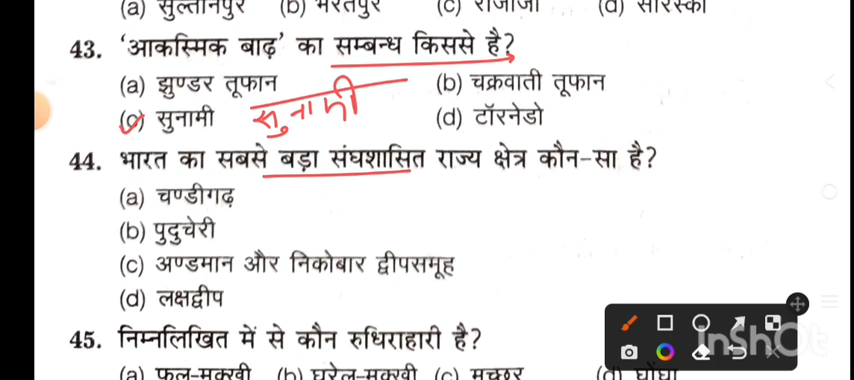 (a) सुल्तानपुर (b) भरतपुर (c) राजाजी (d) सारिस्का
43. ‘आकस्मिक बाढ़’ का सम्बन्ध किससे है?
(a) झुण्डर तूफान (b) चक्रवाती तूफान
(c) सुनामी सुनामी (d) टॉरनेडो
44. भारत का सबसे बड़ा संघशासित राज्य क्षेत्र कौन-सा है?
(a) चण्डीगढ़
(b) पुदुचेरी
(c) अण्डमान और निकोबार द्वीपसमूह
(d) लक्षद्वीप
45. निम्नलिखित में से कौन रुधिराहारी है?
(a) फल-मक्खी (b) घरेल-मक्खी (c) मच्छर (d) घोंघा
InShOt